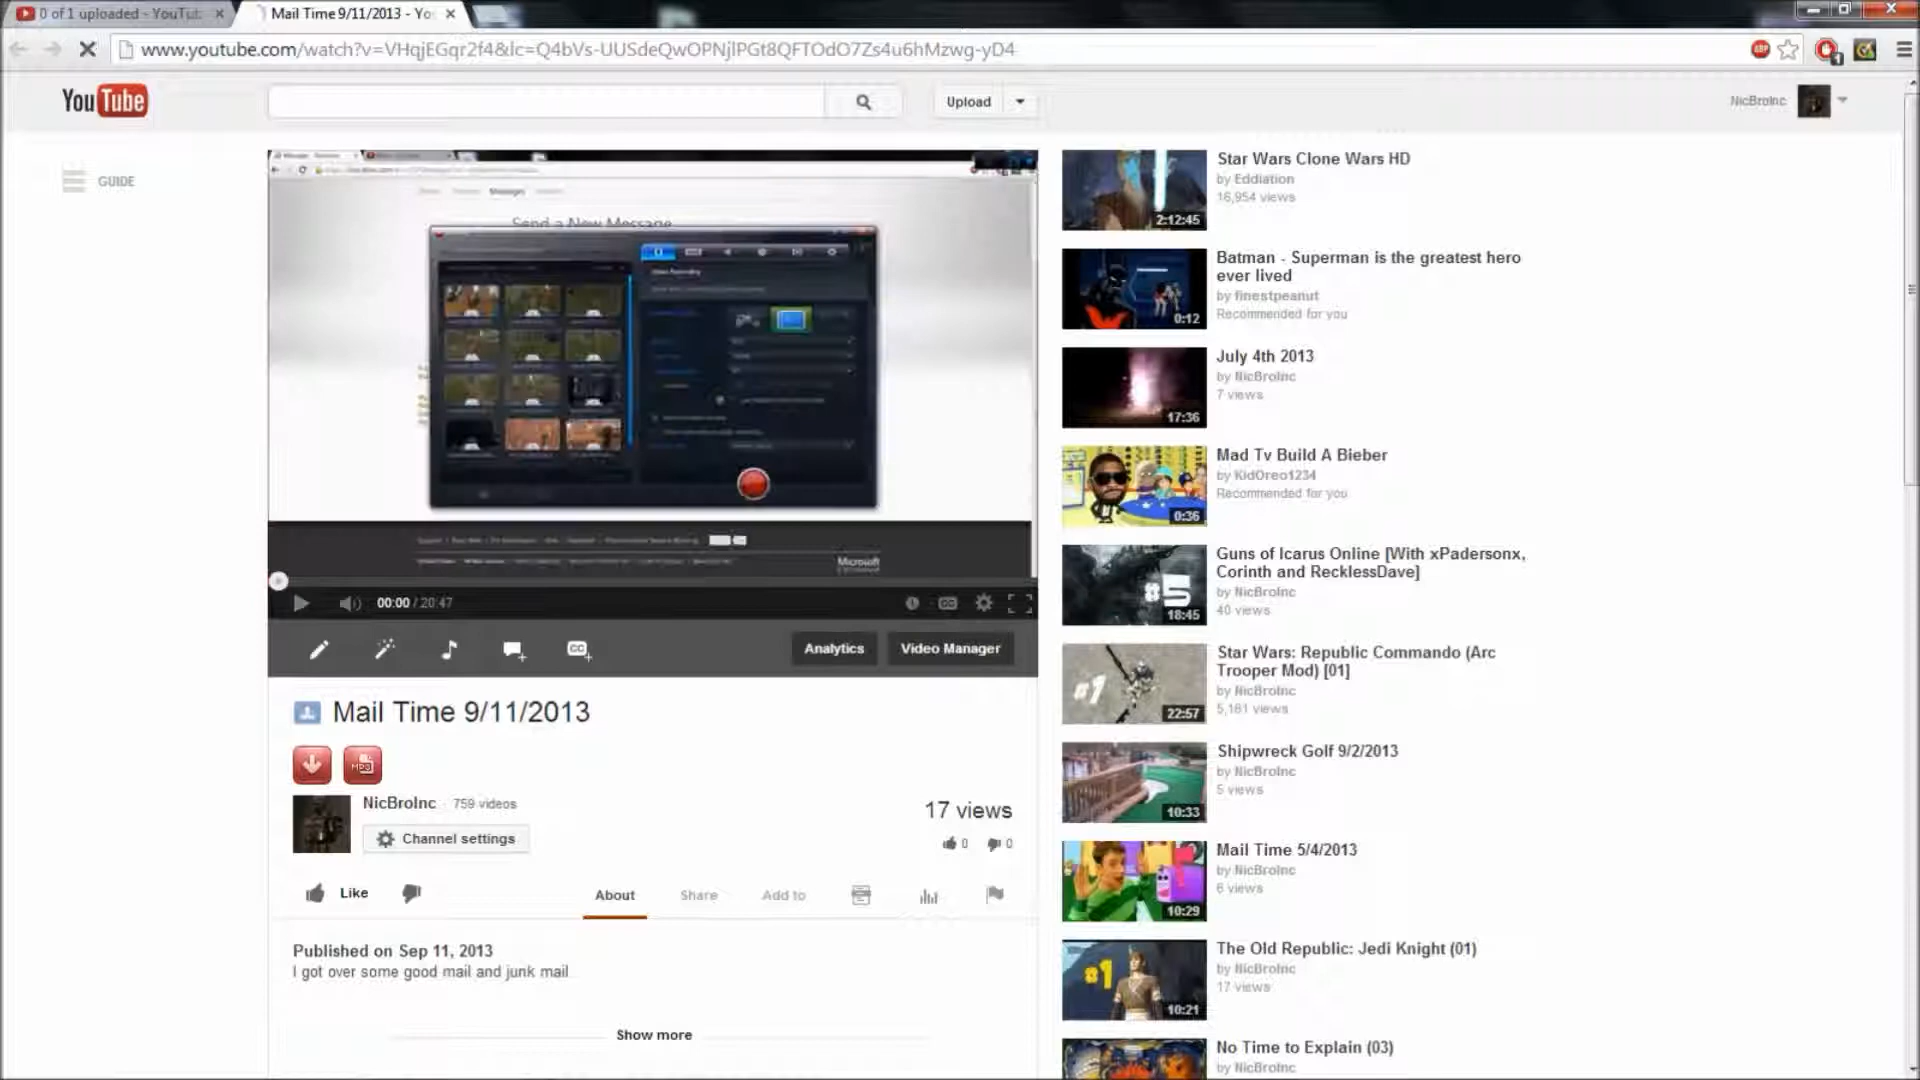 0 of 1 uploaded - YouTub
Mail Time 9/11/2013 - Yo
www.youtube.com/watch?v=VHqjEGqr2f4&lc=Q4bVs-UUSdeQwOPNjlPGt8QFTOdO7Zs4u6hMzwg-yD4
ABP
1
YouTube
Upload
NicBroInc
GUIDE
Messages
Send a New Message
Microsoft
00:00 / 20:47
CC
Analytics
Video Manager
Mail Time 9/11/2013
MP3
NicBroInc · 759 videos
Channel settings
17 views
0
0
Like
About
Share
Add to
Published on Sep 11, 2013
I got over some good mail and junk mail
Show more
Star Wars Clone Wars HD
by Eddiation
16,954 views
2:12:45
Batman - Superman is the greatest hero
ever lived
by finestpeanut
Recommended for you
0:12
July 4th 2013
by NicBroInc
7 views
17:36
Mad Tv Build A Bieber
by KidOreo1234
Recommended for you
0:36
Guns of Icarus Online [With xPadersonx,
Corinth and RecklessDave]
by NicBroInc
40 views
#5
18:45
Star Wars: Republic Commando (Arc
Trooper Mod) [01]
by NicBroInc
5,161 views
#1
22:57
Shipwreck Golf 9/2/2013
by NicBroInc
5 views
10:33
Mail Time 5/4/2013
by NicBroInc
6 views
10:29
The Old Republic: Jedi Knight (01)
by NicBroInc
17 views
#1
10:21
No Time to Explain (03)
by NicBroInc